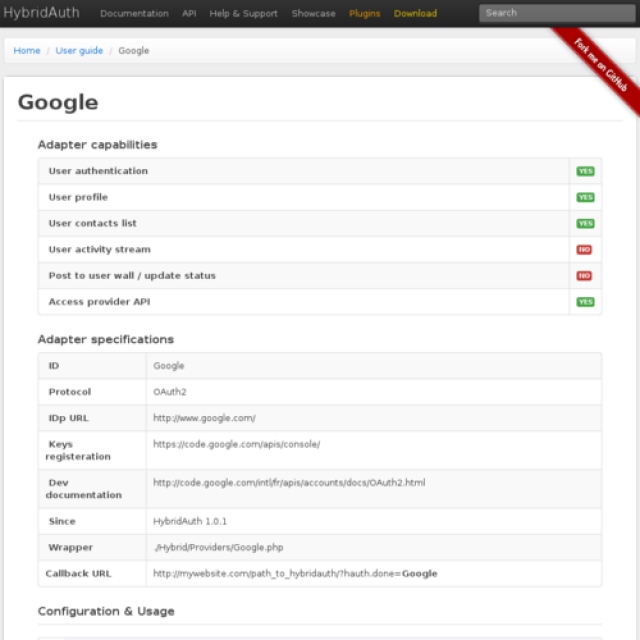 HybridAuth Documentation API Help & Support Showcase Plugins Download Search
Fork me on GitHub
Home / User guide / Google
Google
Adapter capabilities
User authentication YES
User profile YES
User contacts list YES
User activity stream NO
Post to user wall / update status NO
Access provider API YES
Adapter specifications
ID Google
Protocol OAuth2
IDp URL http://www.google.com/
Keys https://code.google.com/apis/console/
registeration
Dev http://code.google.com/intl/fr/apis/accounts/docs/OAuth2.html
documentation
Since HybridAuth 1.0.1
Wrapper ./Hybrid/Providers/Google.php
Callback URL http://mywebsite.com/path_to_hybridauth/?hauth.done=Google
Configuration & Usage